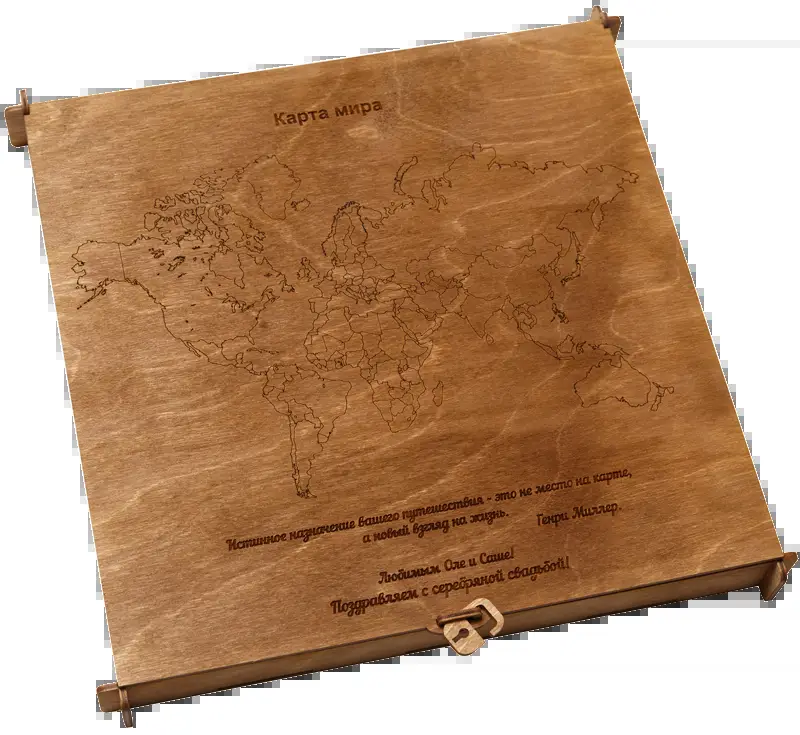 Карта мира
Истинное назначение вашего путешествия - это не место на карте,
а новый взгляд на жизнь.
Генри Миллер.
Любимым Оле и Саше!
Поздравляем с серебряной свадьбой!